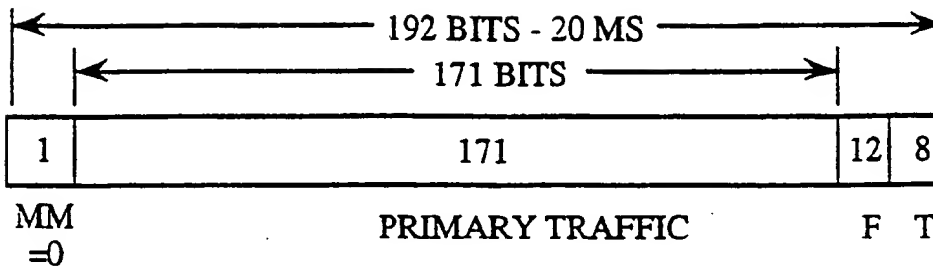 192 BITS - 20 MS
171 BITS
1 171 12 8
MM PRIMARY TRAFFIC F T
=0